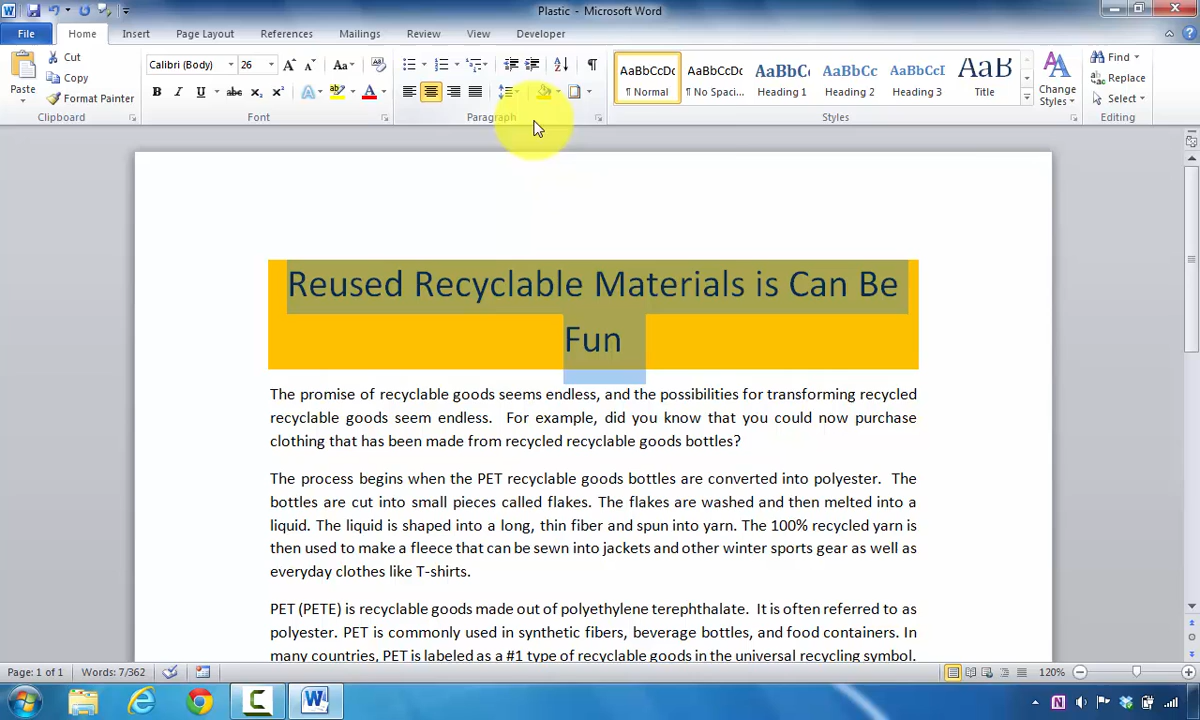 Plastic - Microsoft Word
File Home Insert Page Layout References Mailings Review View Developer
Paste
Cut
Copy
Format Painter
Clipboard
Calibri (Body) 26
Font
Paragraph
AaBbCcDc AaBbCcDc AaBbCc AaBbCc AaBbCcI AaB
¶ Normal ¶ No Spaci... Heading 1 Heading 2 Heading 3 Title
Styles
Change
Styles
Find
Replace
Select
Editing
Reused Recyclable Materials is Can Be
Fun
The promise of recyclable goods seems endless, and the possibilities for transforming recycled
recyclable goods seem endless. For example, did you know that you could now purchase
clothing that has been made from recycled recyclable goods bottles?
The process begins when the PET recyclable goods bottles are converted into polyester. The
bottles are cut into small pieces called flakes. The flakes are washed and then melted into a
liquid. The liquid is shaped into a long, thin fiber and spun into yarn. The 100% recycled yarn is
then used to make a fleece that can be sewn into jackets and other winter sports gear as well as
everyday clothes like T-shirts.
PET (PETE) is recyclable goods made out of polyethylene terephthalate. It is often referred to as
polyester. PET is commonly used in synthetic fibers, beverage bottles, and food containers. In
many countries, PET is labeled as a #1 type of recyclable goods in the universal recycling symbol.
Page: 1 of 1 Words: 7/362 120%